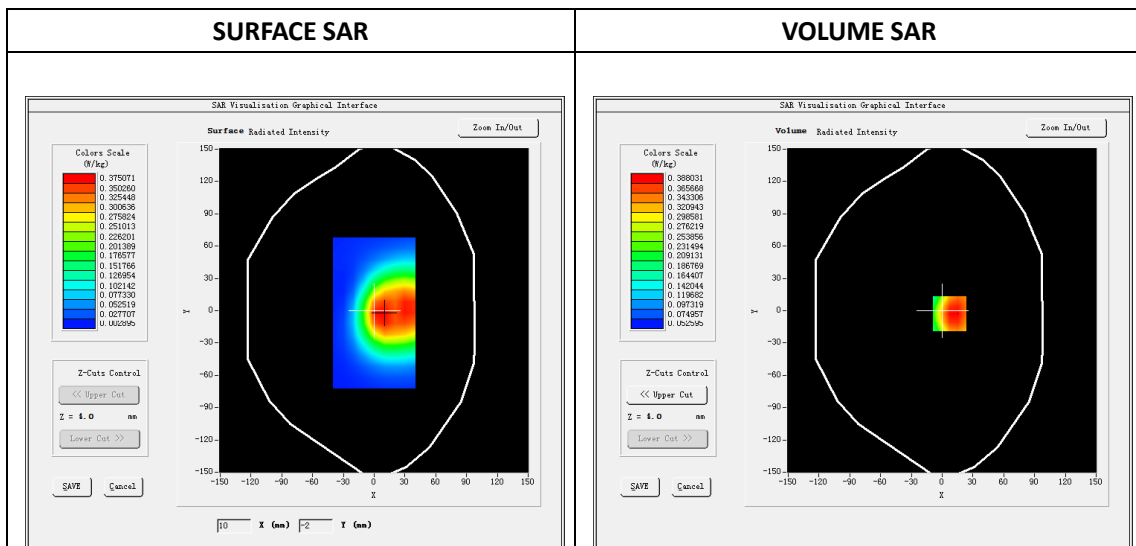 SURFACE SAR
VOLUME SAR
SAR Visualisation Graphical Interface
Surface Radiated Intensity
Zoom In/Out
Colors Scale
(W/kg)
0.375071
0.350260
0.325448
0.300636
0.275824
0.251013
0.226201
0.201389
0.176577
0.151766
0.126954
0.102142
0.077330
0.052519
0.027707
0.002895
150
120
90
60
30
0
-30
-60
-90
-120
-150
Y
-150 -120 -90 -60 -30 0 30 60 90 120 150
X
Z-Cuts Control
<< Upper Cut
Z = 4.0 mm
Lower Cut >>
SAVE Cancel
10 X (mm) -2 Y (mm)
SAR Visualisation Graphical Interface
Volume Radiated Intensity
Zoom In/Out
Colors Scale
(W/kg)
0.388031
0.365668
0.343306
0.320943
0.298581
0.276219
0.253856
0.231494
0.209131
0.186769
0.164407
0.142044
0.119682
0.097319
0.074957
0.052595
150
120
90
60
30
0
-30
-60
-90
-120
-150
Y
-150 -120 -90 -60 -30 0 30 60 90 120 150
X
Z-Cuts Control
<< Upper Cut
Z = 4.0 mm
Lower Cut >>
SAVE Cancel